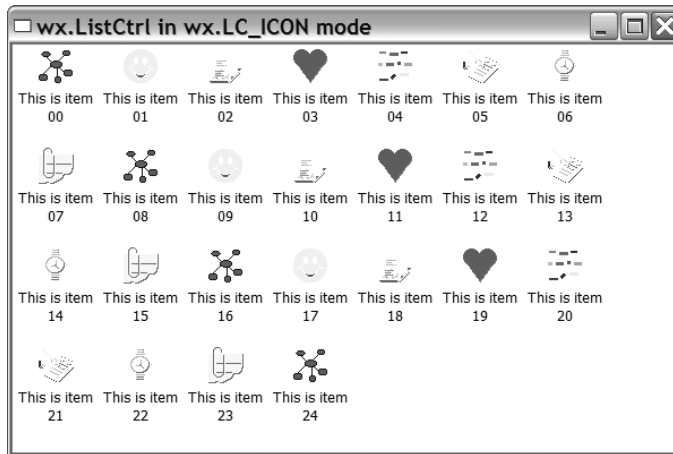 wx.ListCtrl in wx.LC_ICON mode
This is item 00
This is item 01
This is item 02
This is item 03
This is item 04
This is item 05
This is item 06
This is item 07
This is item 08
This is item 09
This is item 10
This is item 11
This is item 12
This is item 13
This is item 14
This is item 15
This is item 16
This is item 17
This is item 18
This is item 19
This is item 20
This is item 21
This is item 22
This is item 23
This is item 24